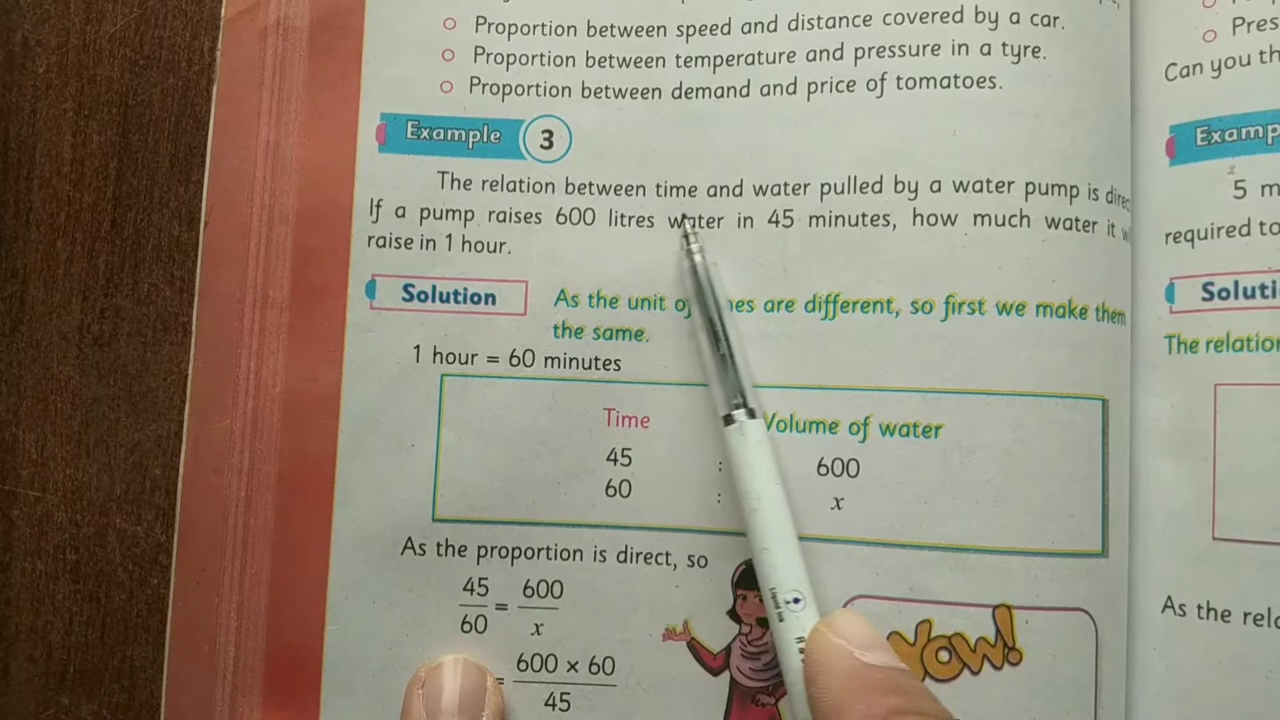 Proportion between speed and distance covered by a car.
Proportion between temperature and pressure in a tyre.
Proportion between demand and price of tomatoes.
Example 3
The relation between time and water pulled by a water pump is direc
If a pump raises 600 litres water in 45 minutes, how much water it w
raise in 1 hour.
Solution
As the unit of are different, so first we make them
the same.
1 hour = 60 minutes
Time Volume of water
45 : 600
60 : x
As the proportion is direct, so
45/60 = 600/x
= 600 × 60/45
Wow!
Pres
Can you th
Examp
5 m
required to
Soluti
The relation
As the rela